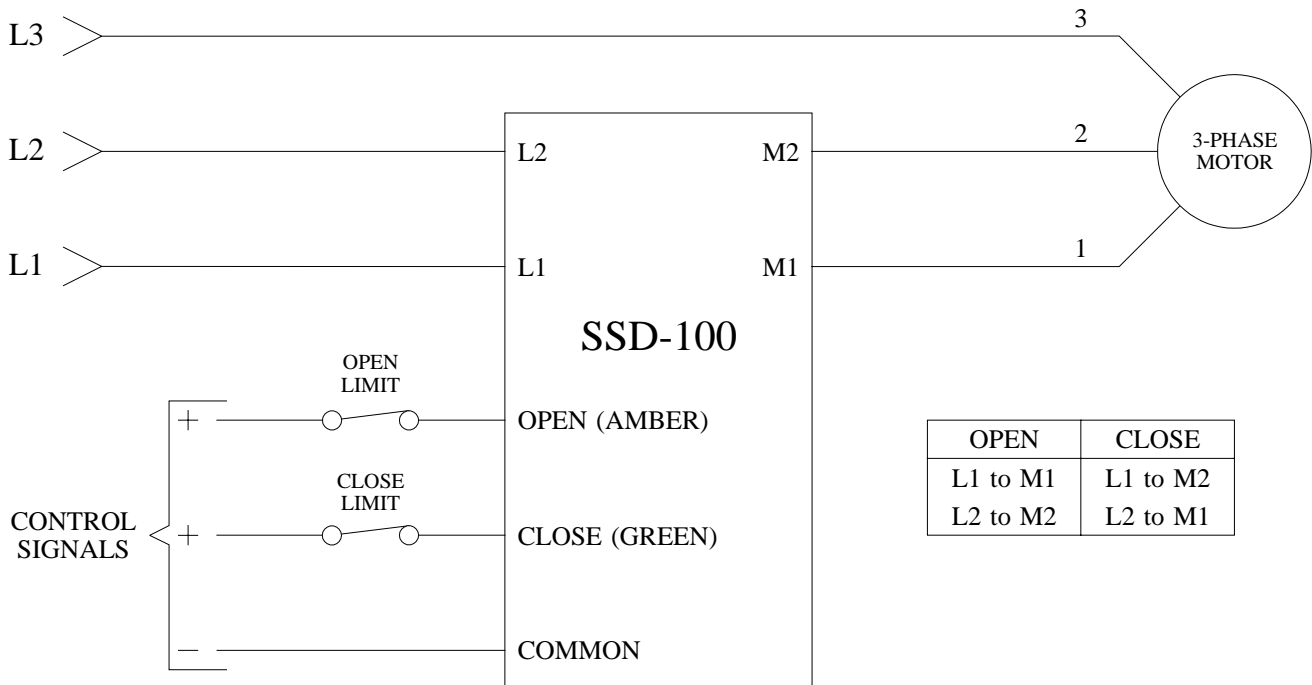 L3
3
L2
L2
M2
2
3-PHASE
MOTOR
L1
L1
M1
1
SSD-100
OPEN
LIMIT
+
OPEN (AMBER)
CLOSE
LIMIT
CONTROL
SIGNALS
+
CLOSE (GREEN)
−
COMMON
OPEN CLOSE
L1 to M1 L1 to M2
L2 to M2 L2 to M1